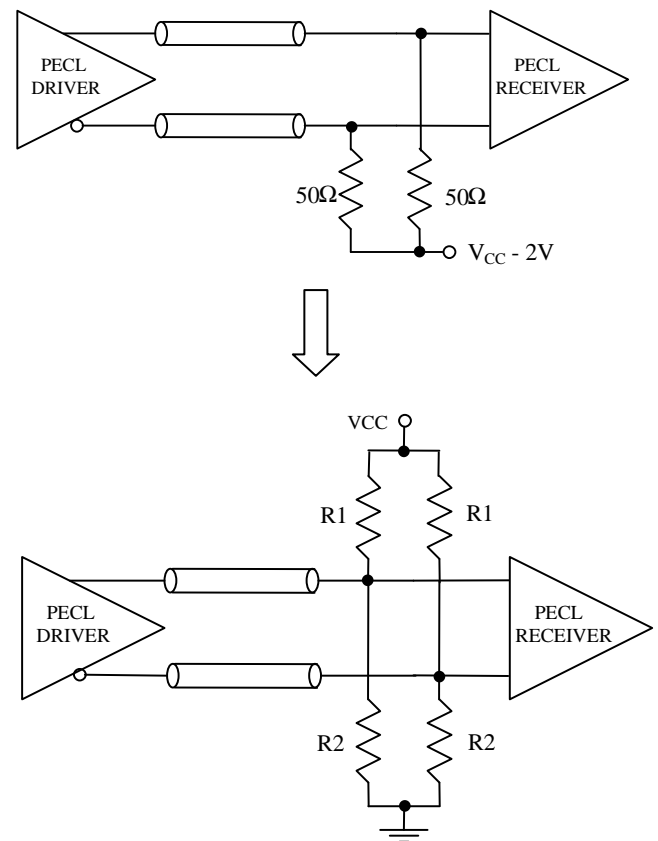 PECL
DRIVER
PECL
RECEIVER
50Ω
50Ω
V_CC - 2V
VCC
R1
R1
PECL
DRIVER
PECL
RECEIVER
R2
R2